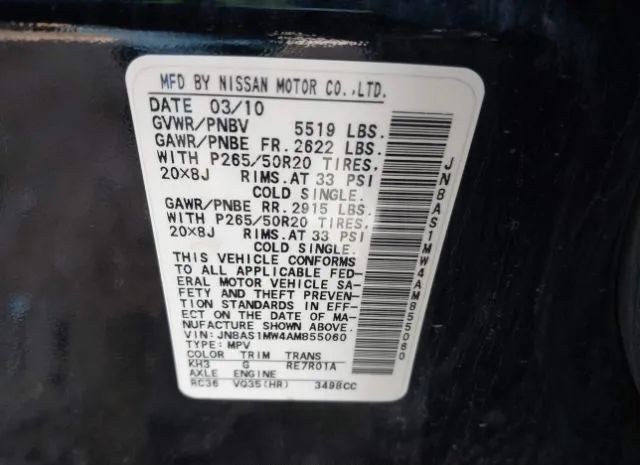 MFD BY NISSAN MOTOR CO.,LTD.
DATE 03/10
GVWR/PNBV 5519 LBS.
GAWR/PNBE FR.2622 LBS.
WITH P265/50R20 TIRES,
20×8J RIMS.AT 33 PSI
COLD SINGLE.
GAWR/PNBE RR.2915 LBS.
WITH P265/50R20 TIRES,
20×8J RIMS.AT 33 PSI
COLD SINGLE.
THIS VEHICLE CONFORMS
TO ALL APPLICABLE FED-
ERAL MOTOR VEHICLE SA-
FETY AND THEFT PREVEN-
TION STANDARDS IN EFF-
ECT ON THE DATE OF MA-
NUFACTURE SHOWN ABOVE.
VIN: JN8AS1MW4AM855060
TYPE: MPV
COLOR TRIM TRANS
KH3 G RE7R01A
AXLE ENGINE
RC36 VQ35(HR) 3498CC
JN8AS1MW4AM855060